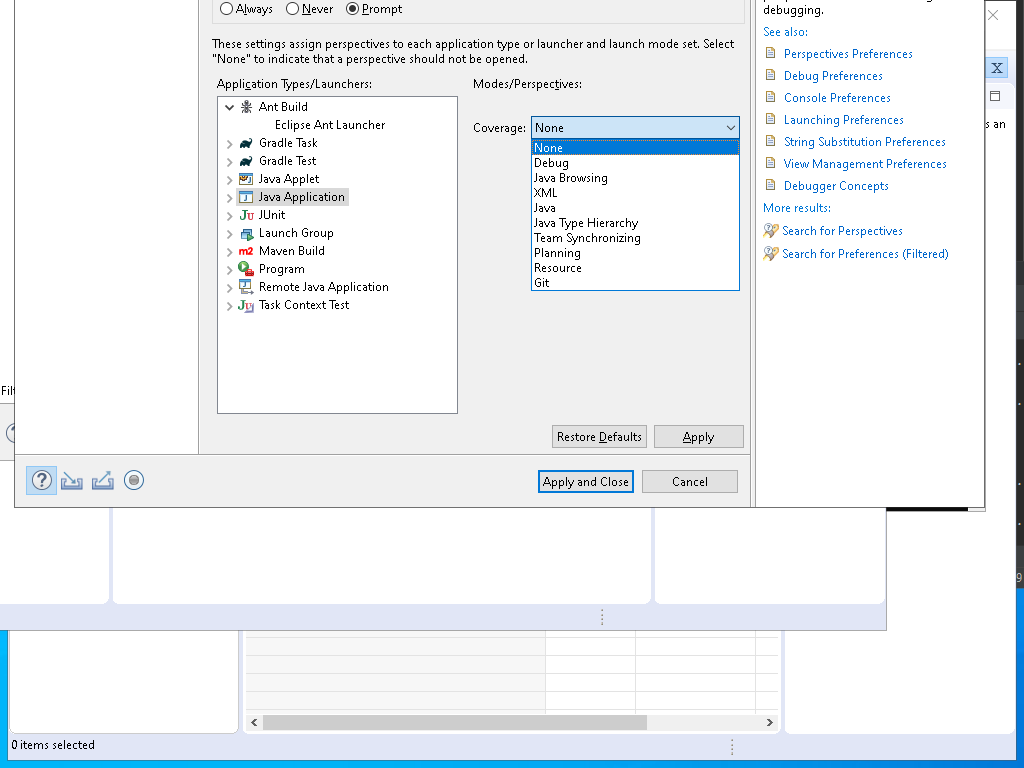 Always
Never
Prompt
These settings assign perspectives to each application type or launcher and launch mode set. Select
"None" to indicate that a perspective should not be opened.
Application Types/Launchers:
Modes/Perspectives:
Ant Build
Eclipse Ant Launcher
Gradle Task
Gradle Test
Java Applet
Java Application
JUnit
Launch Group
Maven Build
Program
Remote Java Application
Task Context Test
Coverage:
None
None
Debug
Java Browsing
XML
Java
Java Type Hierarchy
Team Synchronizing
Planning
Resource
Git
Restore Defaults
Apply
Apply and Close
Cancel
debugging.
See also:
Perspectives Preferences
Debug Preferences
Console Preferences
Launching Preferences
String Substitution Preferences
View Management Preferences
Debugger Concepts
More results:
Search for Perspectives
Search for Preferences (Filtered)
X
s an
Filt
9
0 items selected